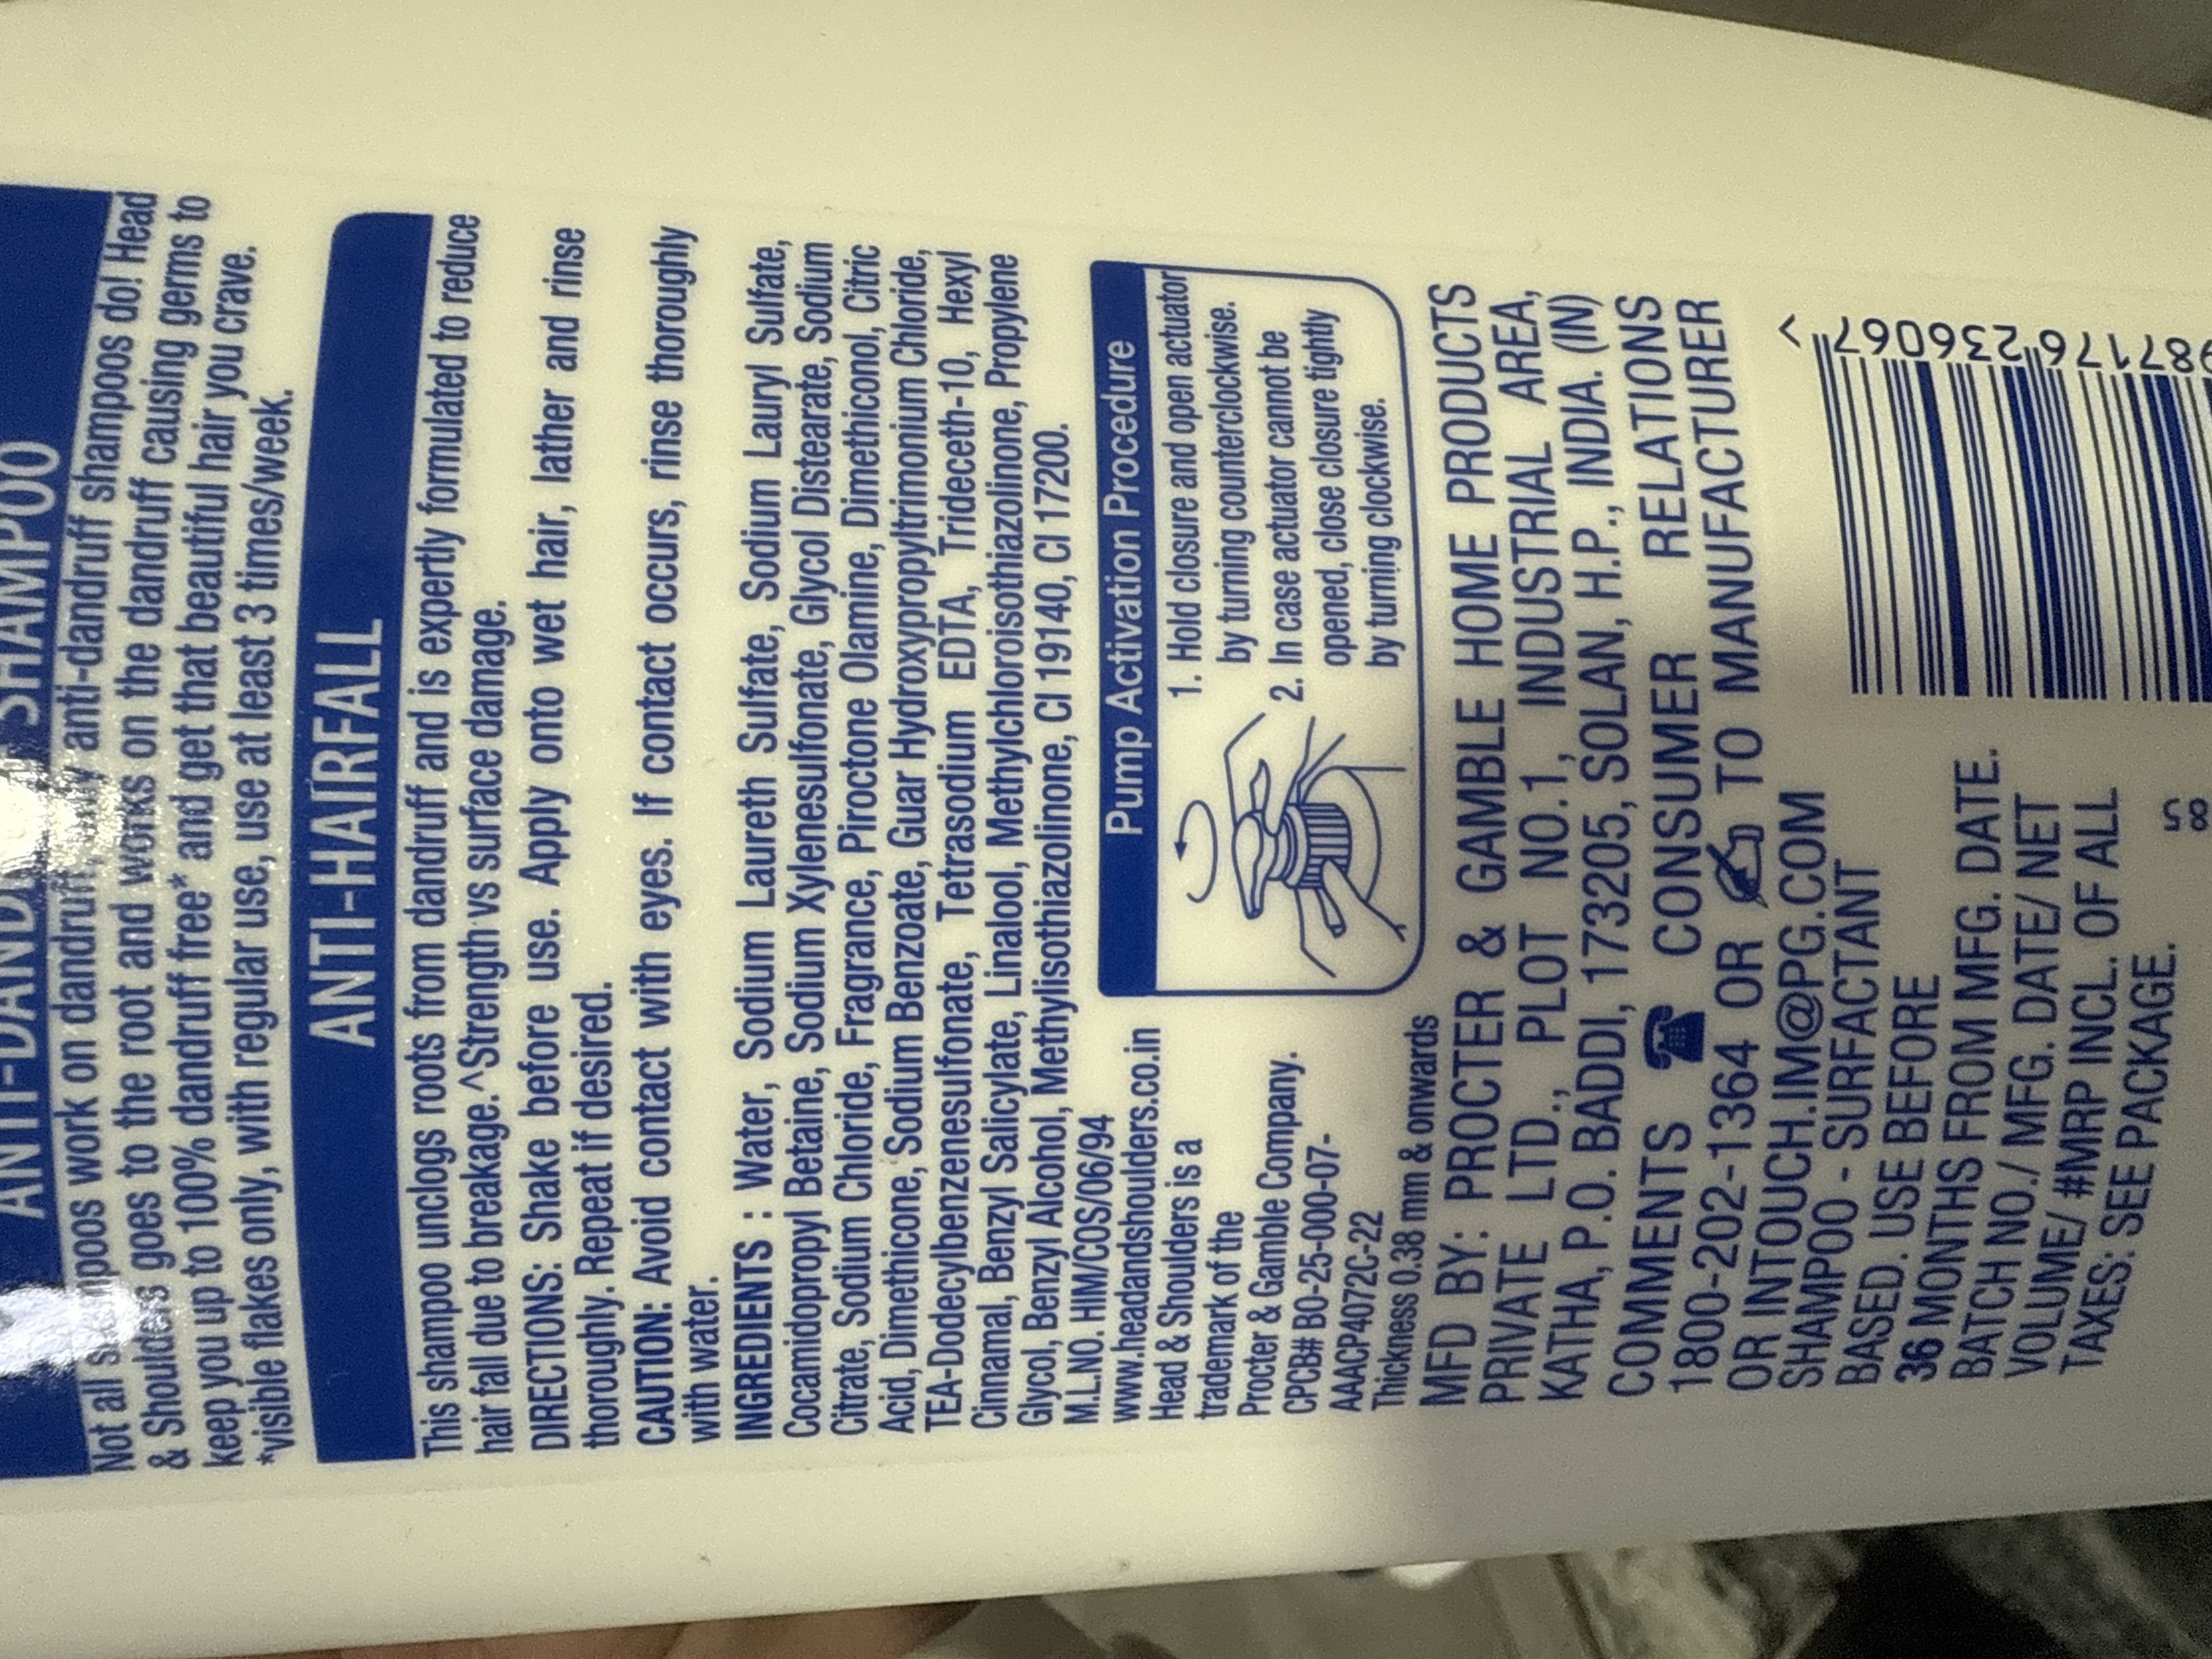 ANTI-DANDRUFF SHAMPOO
Not all shampoos work on dandruff, only anti-dandruff shampoos do! Head
& Shoulders goes to the root and works on the dandruff causing germs to
keep you up to 100% dandruff free* and get that beautiful hair you crave.
*visible flakes only, with regular use, use at least 3 times/week.
ANTI-HAIRFALL
This shampoo unclogs roots from dandruff and is expertly formulated to reduce
hair fall due to breakage.^Strength vs surface damage.
DIRECTIONS: Shake before use. Apply onto wet hair, lather and rinse
thoroughly. Repeat if desired.
CAUTION: Avoid contact with eyes. If contact occurs, rinse thoroughly
with water.
INGREDIENTS : Water, Sodium Laureth Sulfate, Sodium Lauryl Sulfate,
Cocamidopropyl Betaine, Sodium Xylenesulfonate, Glycol Distearate, Sodium
Citrate, Sodium Chloride, Fragrance, Piroctone Olamine, Dimethiconol, Citric
Acid, Dimethicone, Sodium Benzoate, Guar Hydroxypropyltrimonium Chloride,
TEA-Dodecylbenzenesulfonate, Tetrasodium EDTA, Trideceth-10, Hexyl
Cinnamal, Benzyl Salicylate, Linalool, Methylchloroisothiazolinone, Propylene
Glycol, Benzyl Alcohol, Methylisothiazolinone, CI 19140, CI 17200.
M.L.NO. HIM/COS/06/94
www.headandshoulders.co.in
Head & Shoulders is a
trademark of the
Procter & Gamble Company.
CPCB# BO-25-000-07-
AAACP4072C-22
Thickness 0.38 mm & onwards
Pump Activation Procedure
1. Hold closure and open actuator
by turning counterclockwise.
2. In case actuator cannot be
opened, close closure tightly
by turning clockwise.
MFD BY: PROCTER & GAMBLE HOME PRODUCTS
PRIVATE LTD., PLOT NO.1, INDUSTRIAL AREA,
KATHA, P.O. BADDI, 173205, SOLAN, H.P., INDIA. (IN)
COMMENTS ☎ CONSUMER RELATIONS
1800-202-1364 OR ✍ TO MANUFACTURER
OR INTOUCH.IM@PG.COM
SHAMPOO - SURFACTANT
BASED. USE BEFORE
36 MONTHS FROM MFG. DATE.
BATCH NO./ MFG. DATE/ NET
VOLUME/ #MRP INCL. OF ALL
TAXES: SEE PACKAGE.
987176 236067 >
85